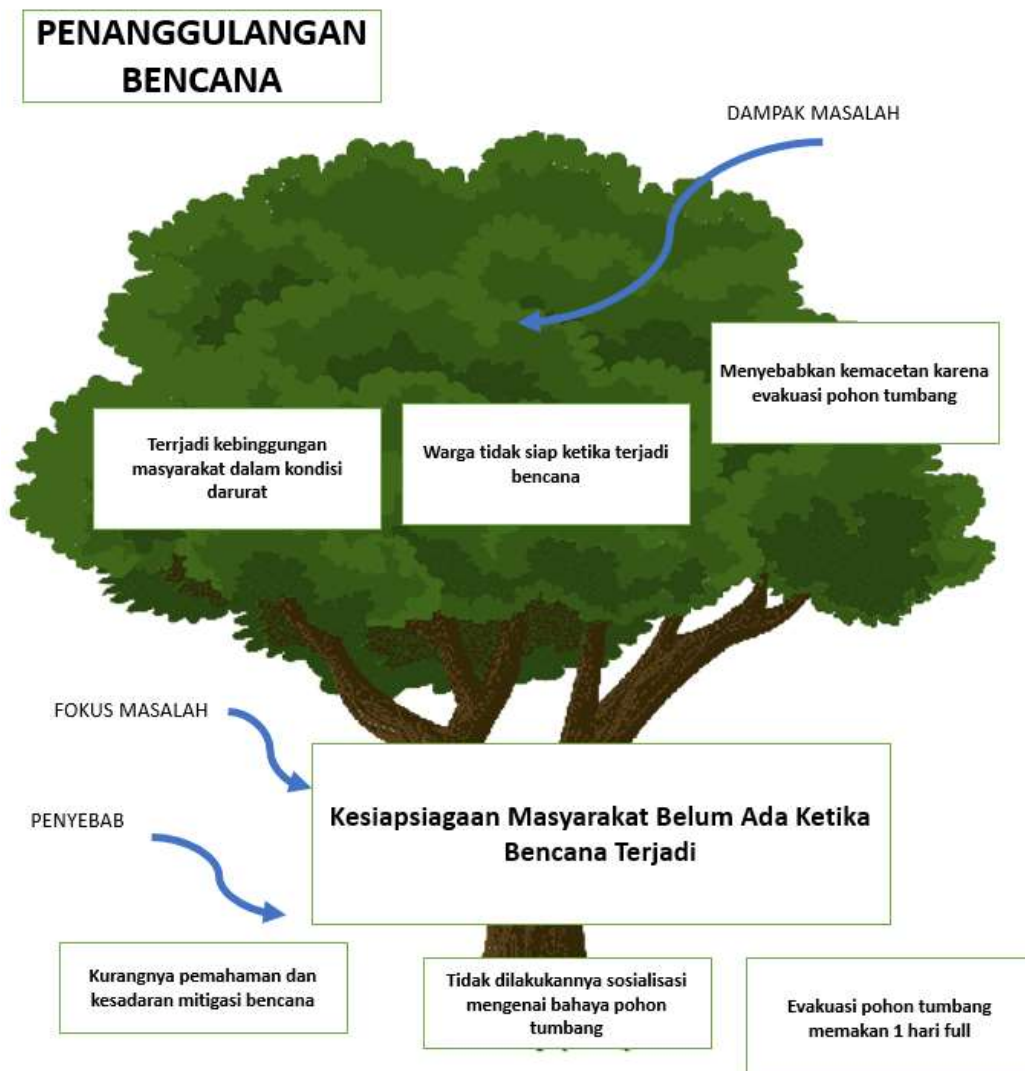 PENANGGULANGAN
BENCANA
DAMPAK MASALAH
Menyebabkan kemacetan karena
evakuasi pohon tumbang
Terrjadi kebinggungan
masyarakat dalam kondisi
darurat
Warga tidak siap ketika terjadi
bencana
FOKUS MASALAH
Kesiapsiagaan Masyarakat Belum Ada Ketika
Bencana Terjadi
PENYEBAB
Kurangnya pemahaman dan
kesadaran mitigasi bencana
Tidak dilakukannya sosialisasi
mengenai bahaya pohon
tumbang
Evakuasi pohon tumbang
memakan 1 hari full